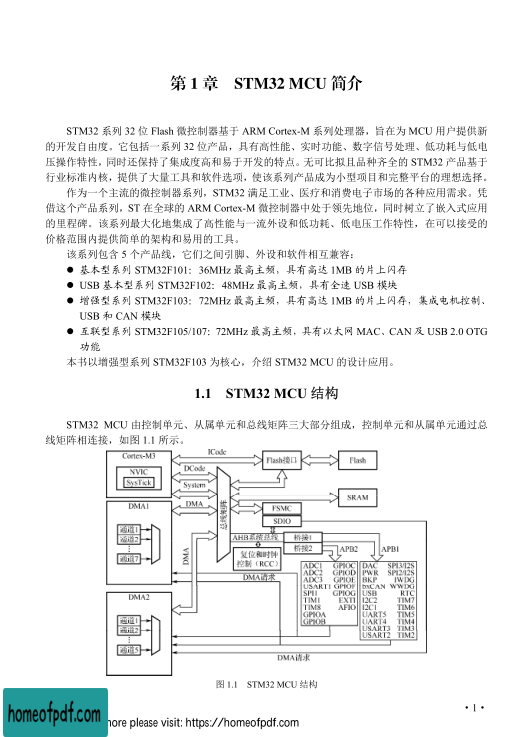 第 1 章 STM32 MCU 简介
STM32 系列 32 位 Flash 微控制器基于 ARM Cortex-M 系列处理器，旨在为 MCU 用户提供新
的开发自由度。它包括一系列 32 位产品，具有高性能、实时功能、数字信号处理、低功耗与低电
压操作特性，同时还保持了集成度高和易于开发的特点。无可比拟且品种齐全的 STM32 产品基于
行业标准内核，提供了大量工具和软件选项，使该系列产品成为小型项目和完整平台的理想选择。
作为一个主流的微控制器系列，STM32 满足工业、医疗和消费电子市场的各种应用需求。凭
借这个产品系列，ST 在全球的 ARM Cortex-M 微控制器中处于领先地位，同时树立了嵌入式应用
的里程碑。该系列最大化地集成了高性能与一流外设和低功耗、低电压工作特性，在可以接受的
价格范围内提供简单的架构和易用的工具。
该系列包含 5 个产品线，它们之间引脚、外设和软件相互兼容：
● 基本型系列 STM32F101：36MHz 最高主频，具有高达 1MB 的片上闪存
● USB 基本型系列 STM32F102：48MHz 最高主频，具有全速 USB 模块
● 增强型系列 STM32F103：72MHz 最高主频，具有高达 1MB 的片上闪存，集成电机控制、
USB 和 CAN 模块
● 互联型系列 STM32F105/107：72MHz 最高主频，具有以太网 MAC、CAN 及 USB 2.0 OTG
功能
本书以增强型系列 STM32F103 为核心，介绍 STM32 MCU 的设计应用。
1.1 STM32 MCU 结构
STM32 MCU 由控制单元、从属单元和总线矩阵三大部分组成，控制单元和从属单元通过总
线矩阵相连接，如图 1.1 所示。
Cortex-M3
NVIC
SysTick
ICode
DCode
System
Flash接口
Flash
SRAM
DMA1
DMA
总线矩阵
FSMC
SDIO
通道1
通道2
通道7
AHB系统总线
桥接1
桥接2
APB2
APB1
复位和时钟
控制（RCC）
DMA
DMA请求
ADC1 GPIOC
ADC2 GPIOD
ADC3 GPIOE
USART1 GPIOF
SPI1 GPIOG
TIM1 EXTI
TIM8 AFIO
GPIOA
GPIOB
DAC SPI3/I2S
PWR SPI2/I2S
BKP IWDG
bxCAN WWDG
USB RTC
I2C2 TIM7
I2C1 TIM6
UART5 TIM5
UART4 TIM4
USART3 TIM3
USART2 TIM2
DMA2
通道1
通道2
通道5
DMA请求
图 1.1 STM32 MCU 结构
·1·
homeofpdf.com
ore please visit: https://homeofpdf.com